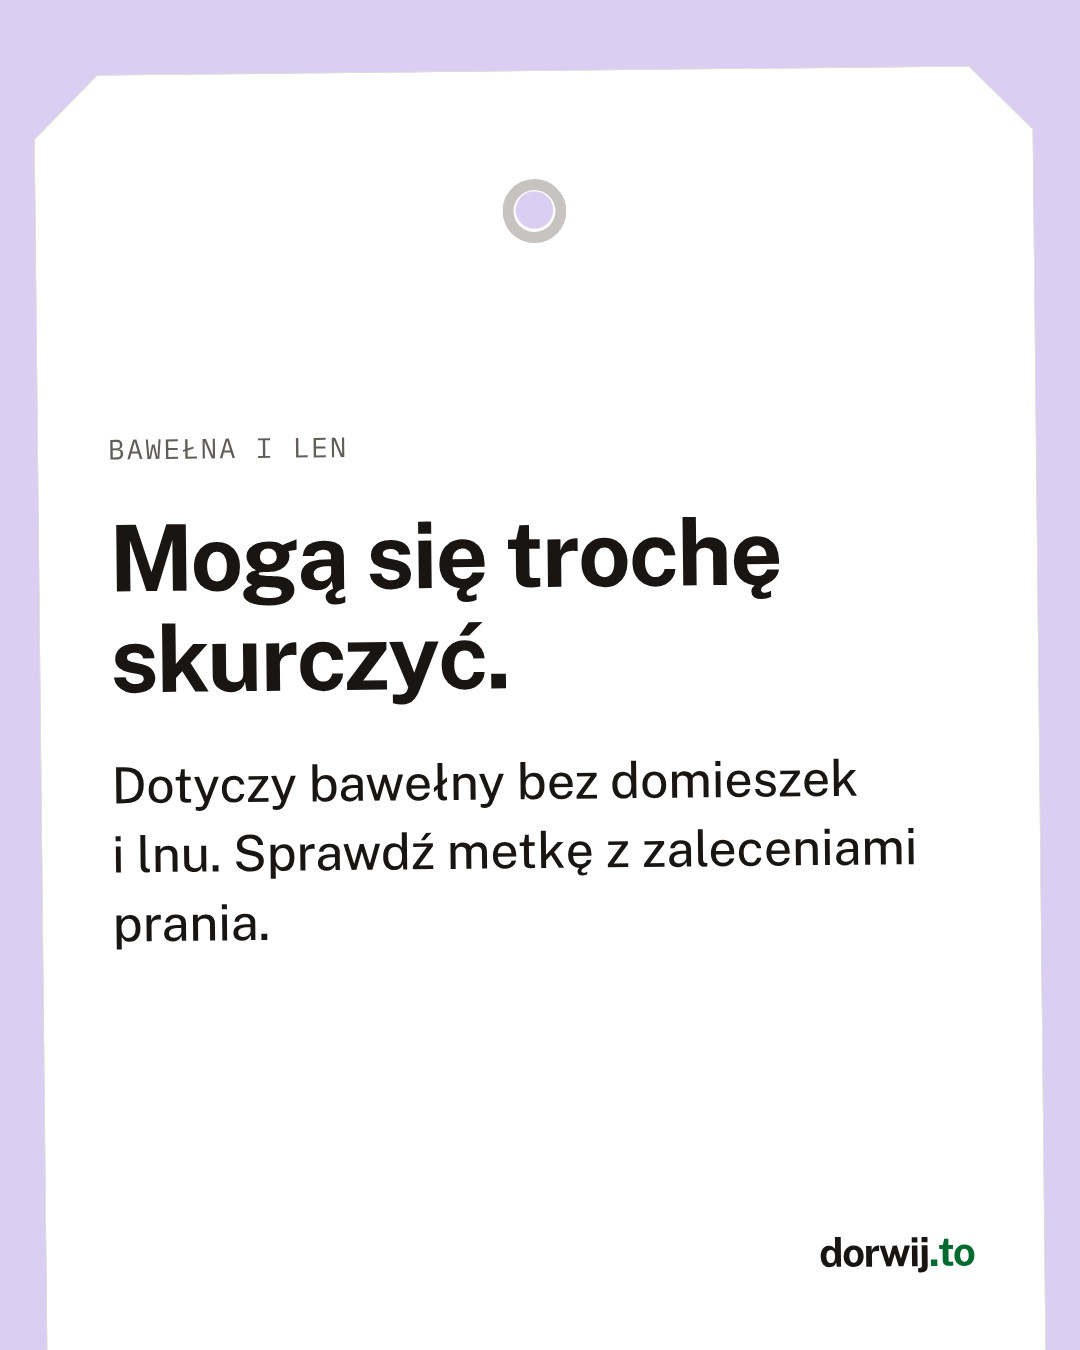 BAWEŁNA I LEN
Mogą się trochę
skurczyć.
Dotyczy bawełny bez domieszek
i lnu. Sprawdź metkę z zaleceniami
prania.
dorwij.to